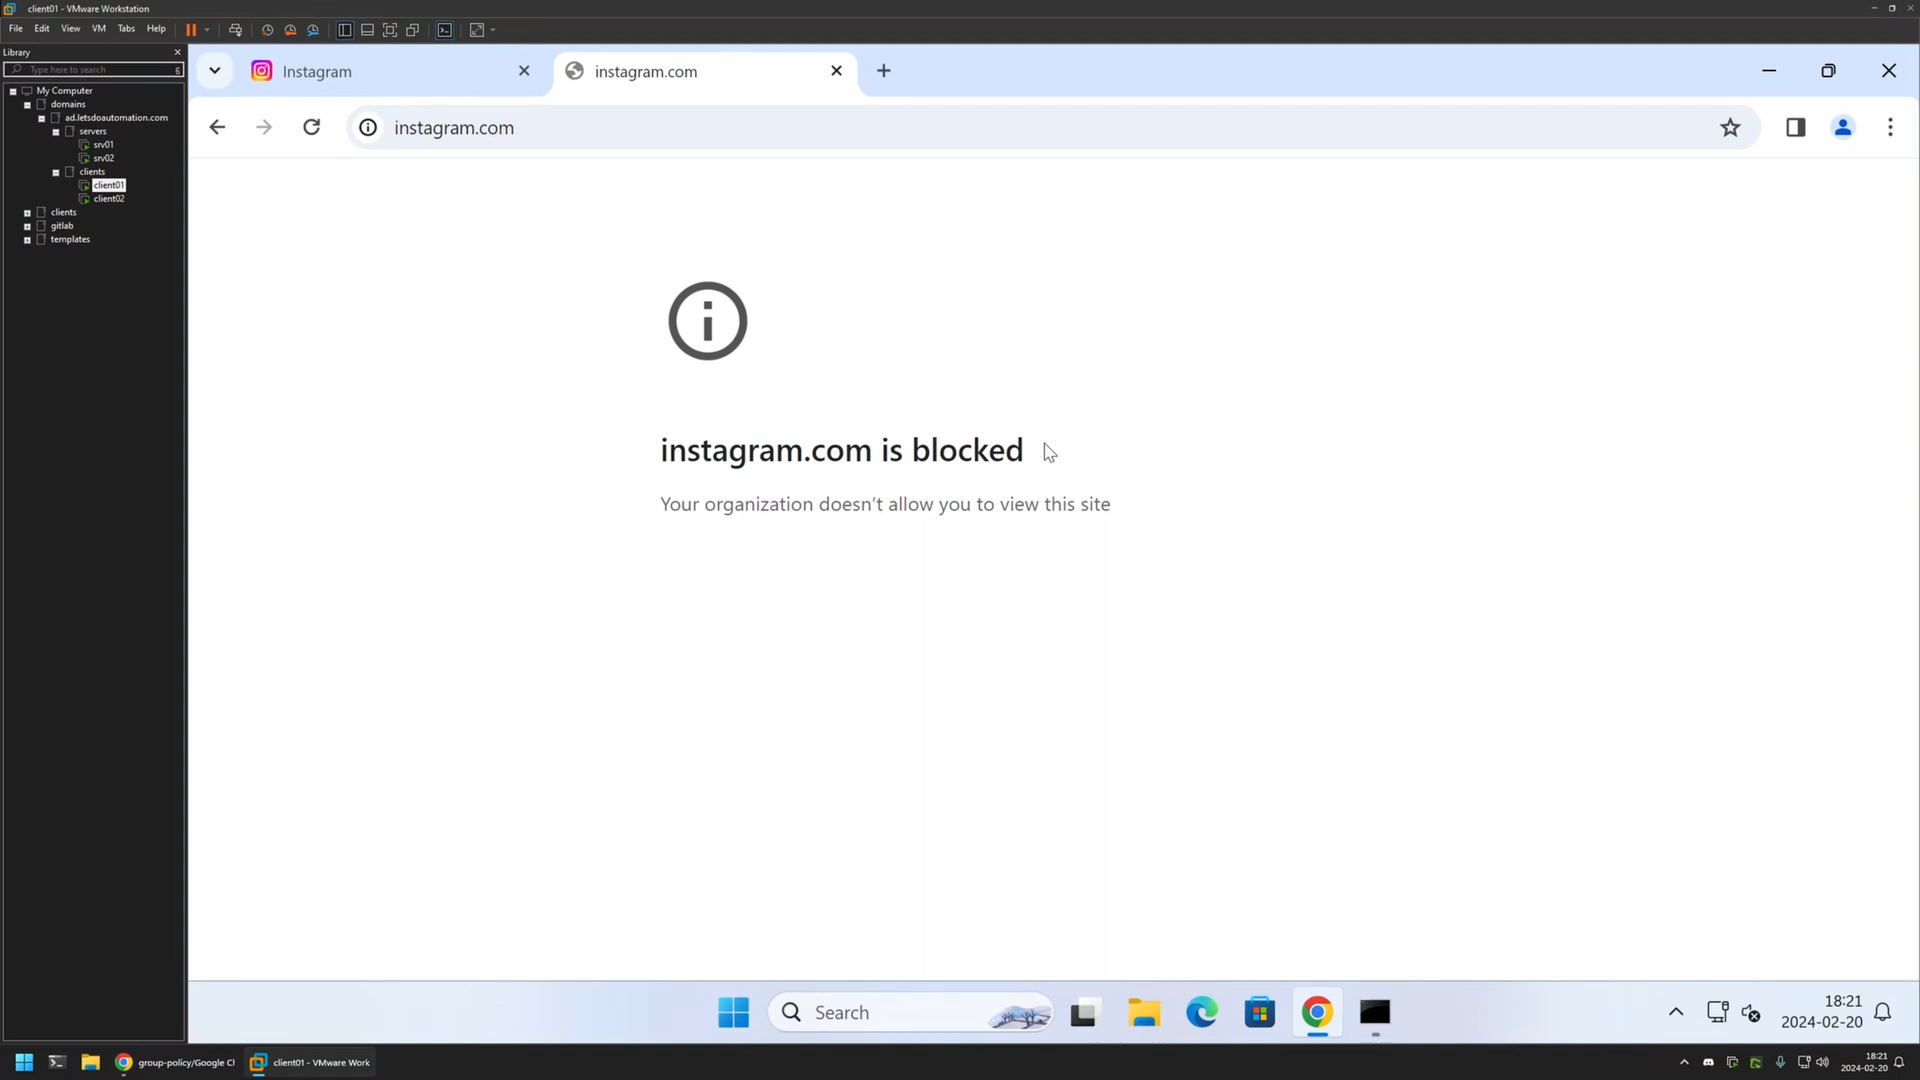 client01 - VMware Workstation
File Edit View VM Tabs Help
Library
Type here to search 6
My Computer
domains
ad.letsdoautomation.com
servers
srv01
srv02
clients
client01
client02
clients
gitlab
templates
Instagram
instagram.com
instagram.com
instagram.com is blocked
Your organization doesn't allow you to view this site
Search
18:21
2024-02-20
group-policy/Google Cl
client01 - VMware Work
18:21
2024-02-20